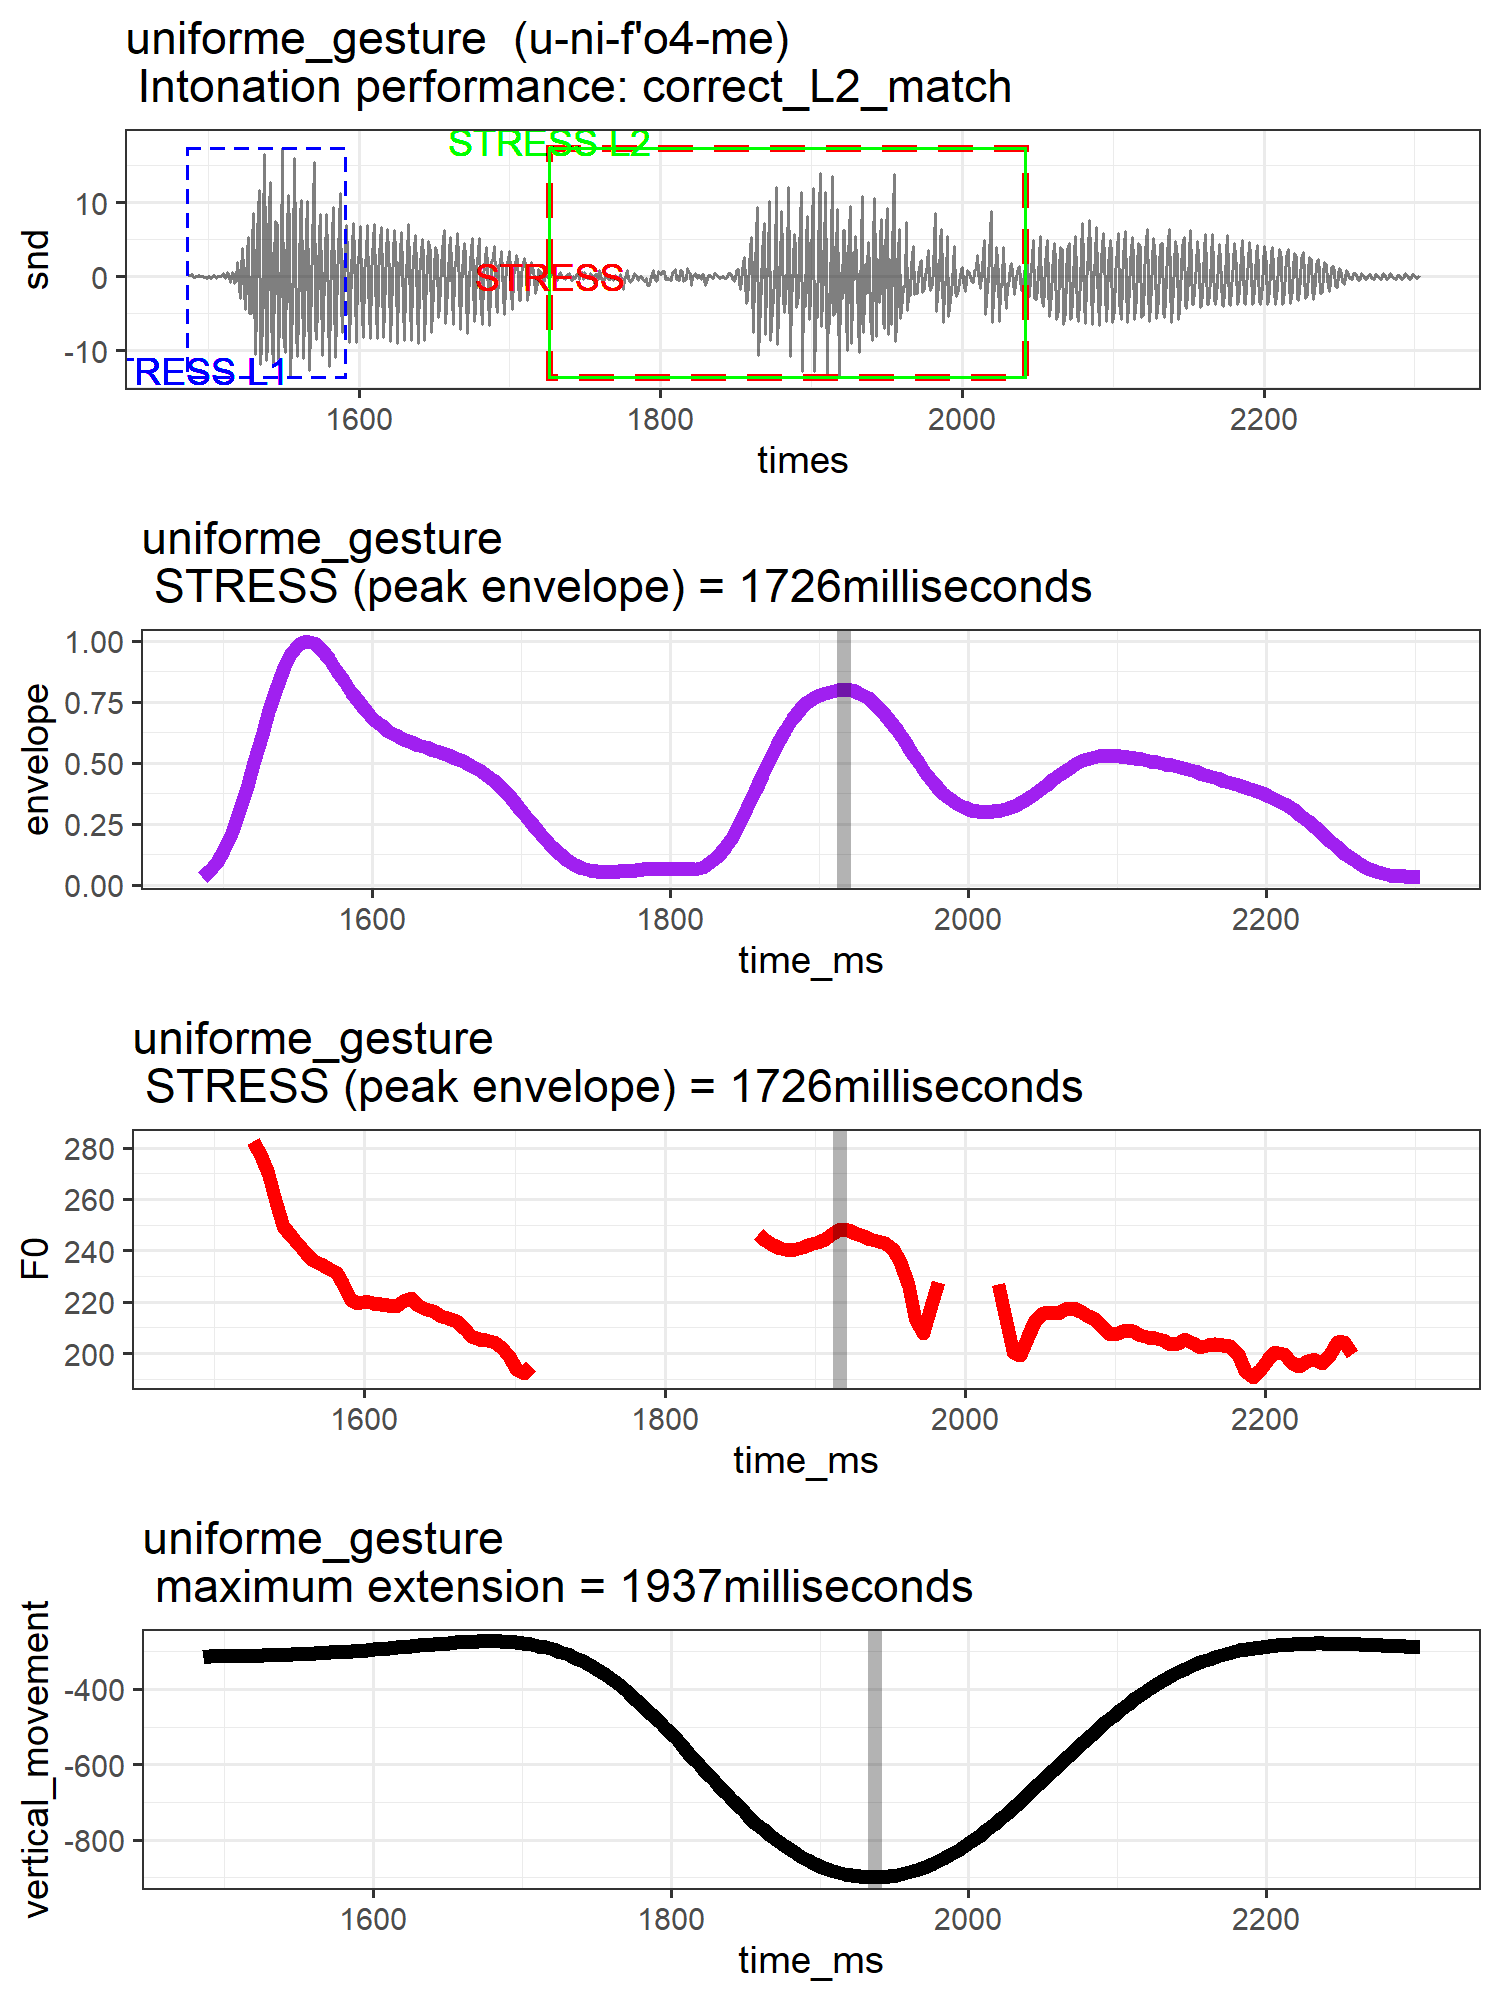 uniforme_gesture  (u-ni-f'o4-me)
Intonation performance: correct_L2_match
STRESS L2
STRESS
RESS L1
snd
10
0
-10
1600
1800
2000
2200
times
uniforme_gesture
STRESS (peak envelope) = 1726milliseconds
envelope
1.00
0.75
0.50
0.25
0.00
1600
1800
2000
2200
time_ms
uniforme_gesture
STRESS (peak envelope) = 1726milliseconds
F0
280
260
240
220
200
1600
1800
2000
2200
time_ms
uniforme_gesture
maximum extension = 1937milliseconds
vertical_movement
-400
-600
-800
1600
1800
2000
2200
time_ms